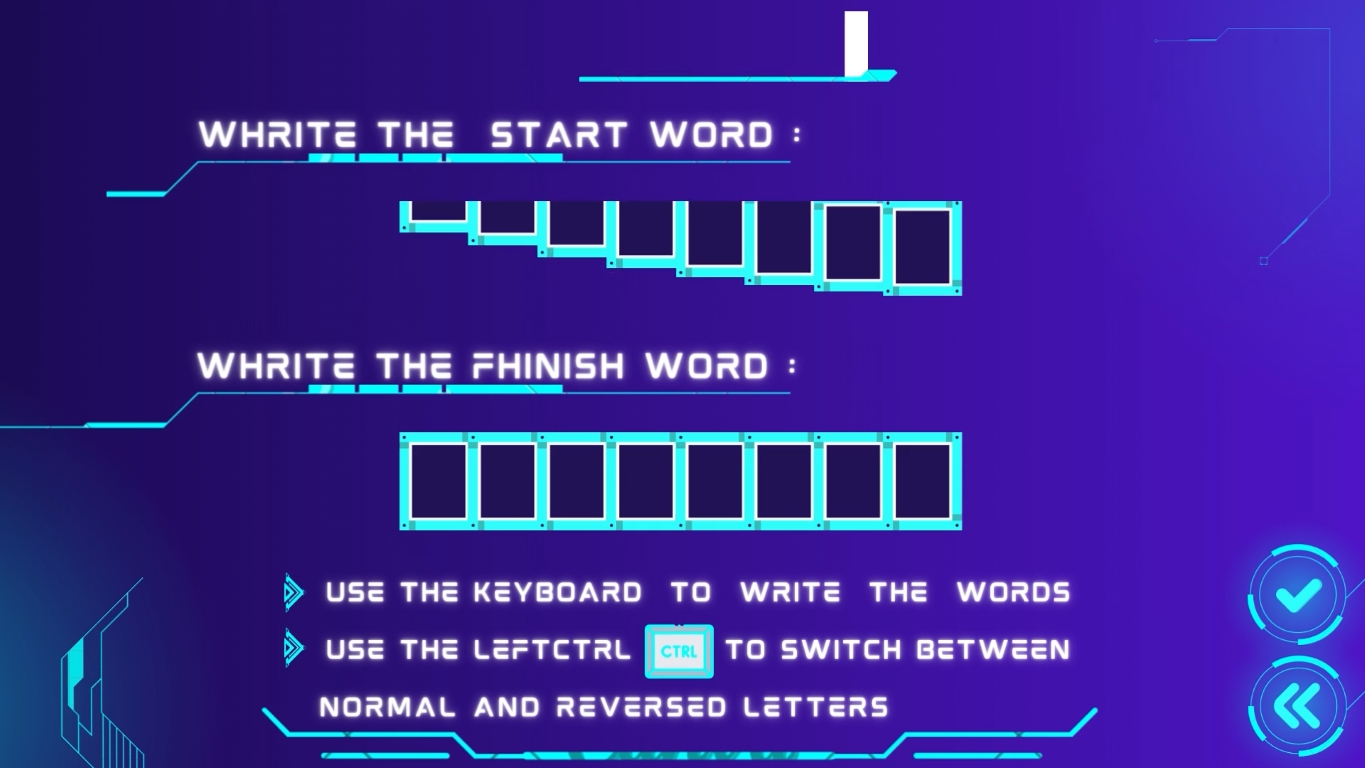 WHRITE THE START WORD :
WHRITE THE FHINISH WORD :
USE THE KEYBOARD TO WRITE THE WORDS
USE THE LEFTCTRL CTRL TO SWITCH BETWEEN
NORMAL AND REVERSED LETTERS